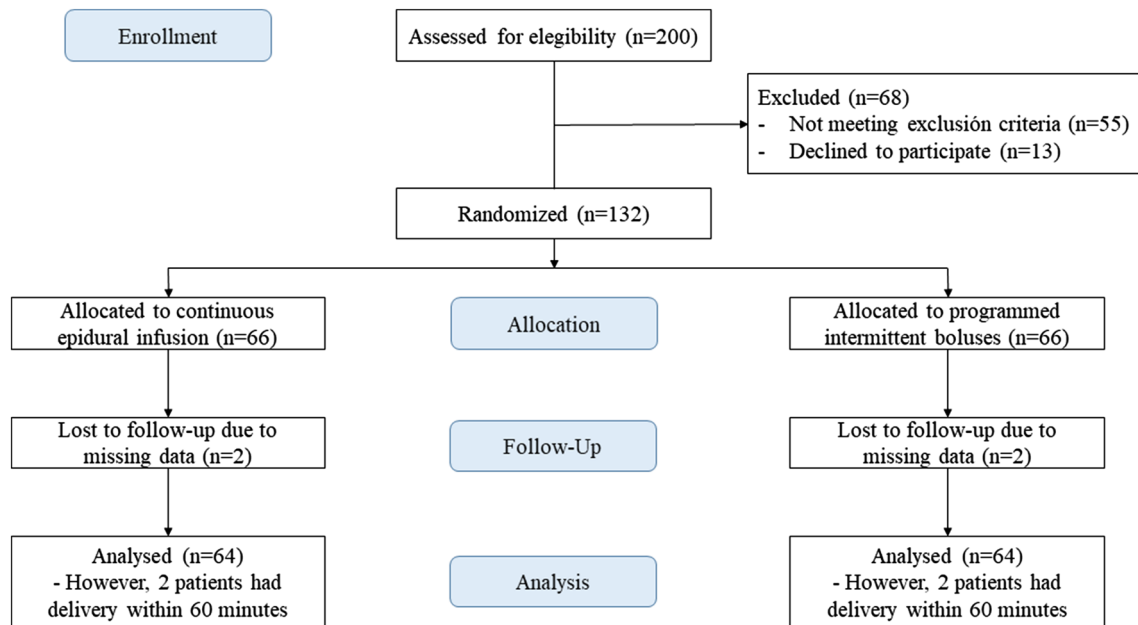 Enrollment
Assessed for elegibility (n=200)
Excluded (n=68)
- Not meeting exclusión criteria (n=55)
- Declined to participate (n=13)
Randomized (n=132)
Allocated to continuous
epidural infusion (n=66)
Allocation
Allocated to programmed
intermittent boluses (n=66)
Lost to follow-up due to
missing data (n=2)
Follow-Up
Lost to follow-up due to
missing data (n=2)
Analysed (n=64)
- However, 2 patients had
delivery within 60 minutes
Analysis
Analysed (n=64)
- However, 2 patients had
delivery within 60 minutes